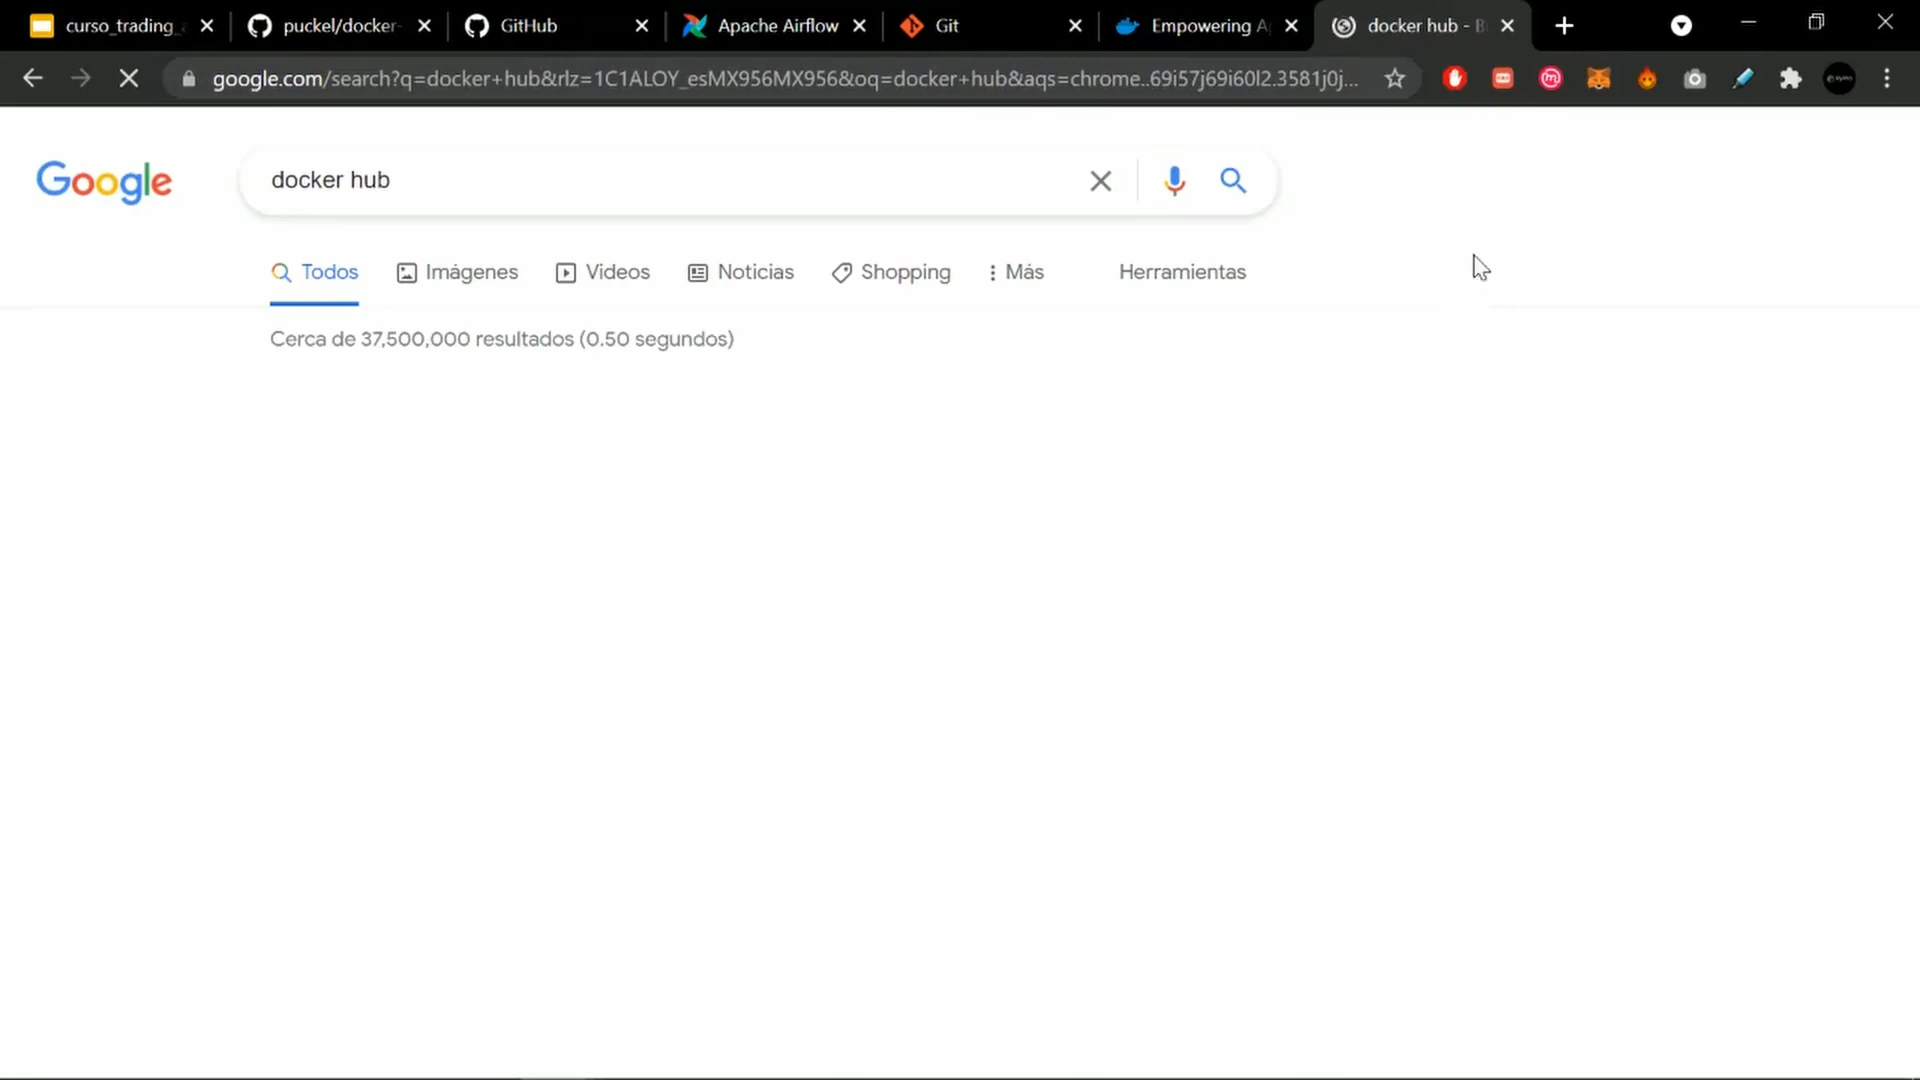 curso_trading_
puckel/docker-
GitHub
Apache Airflow
Git
Empowering A
docker hub - B
google.com/search?q=docker+hub&rlz=1C1ALOY_esMX956MX956&oq=docker+hub&aqs=chrome..69i57j69i60l2.3581j0j...
Google
docker hub
Todos
Imágenes
Videos
Noticias
Shopping
Más
Herramientas
Cerca de 37,500,000 resultados (0.50 segundos)